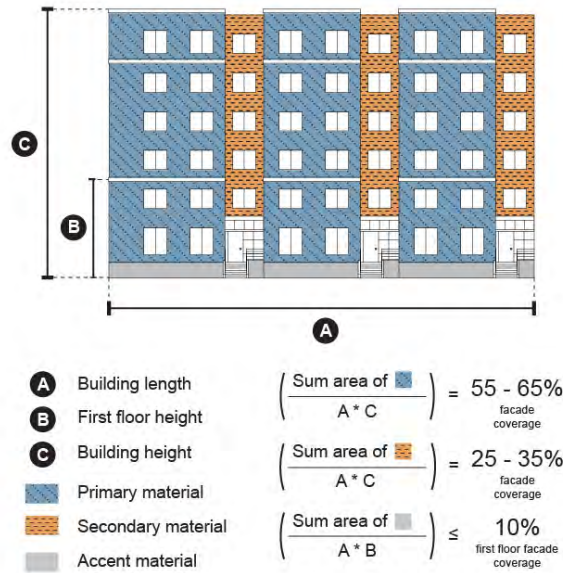 C
B
A
A Building length
B First floor height
C Building height
Primary material
Secondary material
Accent material
( Sum area of / A * C ) = 55 - 65%
facade
coverage
( Sum area of / A * C ) = 25 - 35%
facade
coverage
( Sum area of / A * B ) ≤ 10%
first floor facade
coverage